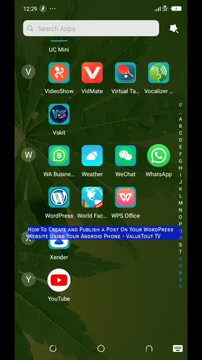 12:29
Search Apps
UC Mini
V
VideoShow
VidMate
Virtual Ta..
Vocalizer ..
Vskit
W
WA Busine..
Weather
WeChat
WhatsApp
WordPress
World Fac..
WPS Office
How To Create and Publish a Post On Your WordPress
Website Using Your Android Phone - ValueTout TV
X
Xender
Y
YouTube
A
B
C
D
E
F
G
H
I
J
K
L
M
N
O
P
S
T
U
V
W
X
Y